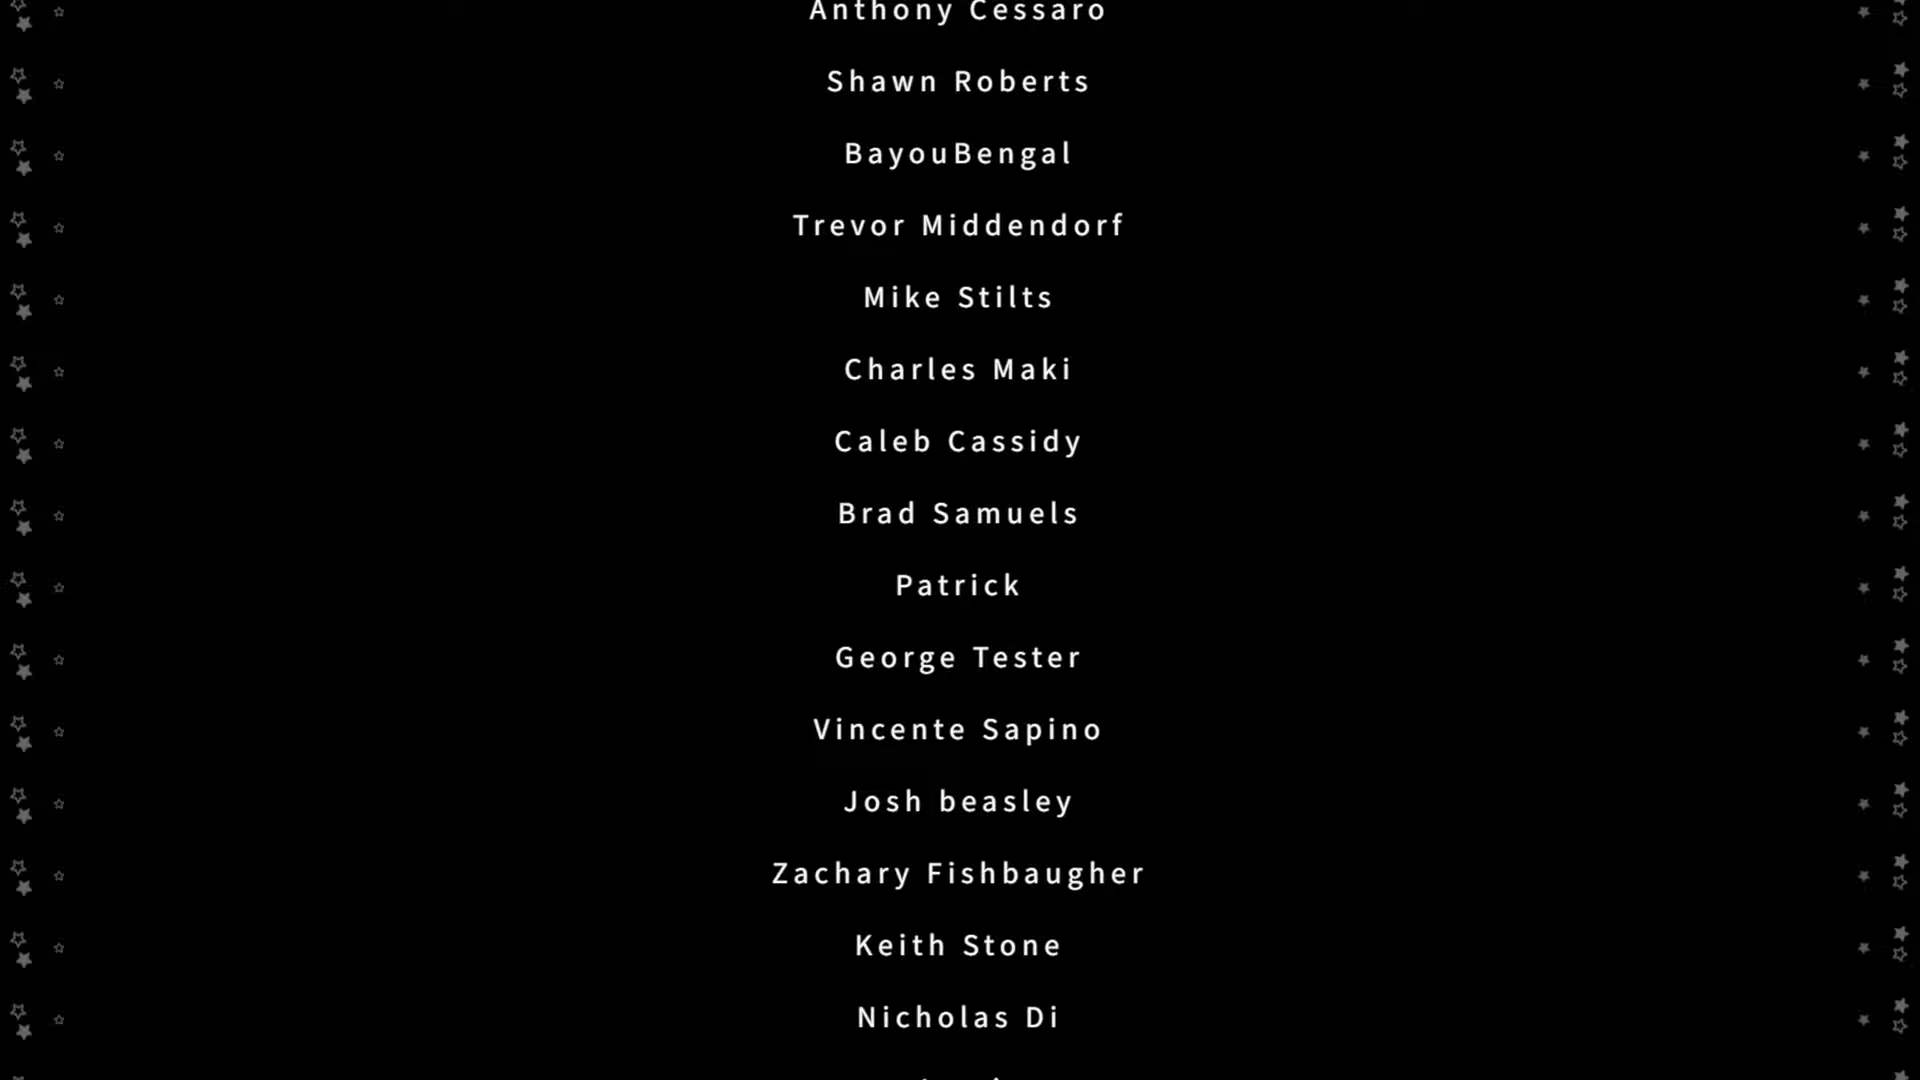 Anthony Cessaro
Shawn Roberts
BayouBengal
Trevor Middendorf
Mike Stilts
Charles Maki
Caleb Cassidy
Brad Samuels
Patrick
George Tester
Vincente Sapino
Josh beasley
Zachary Fishbaugher
Keith Stone
Nicholas Di